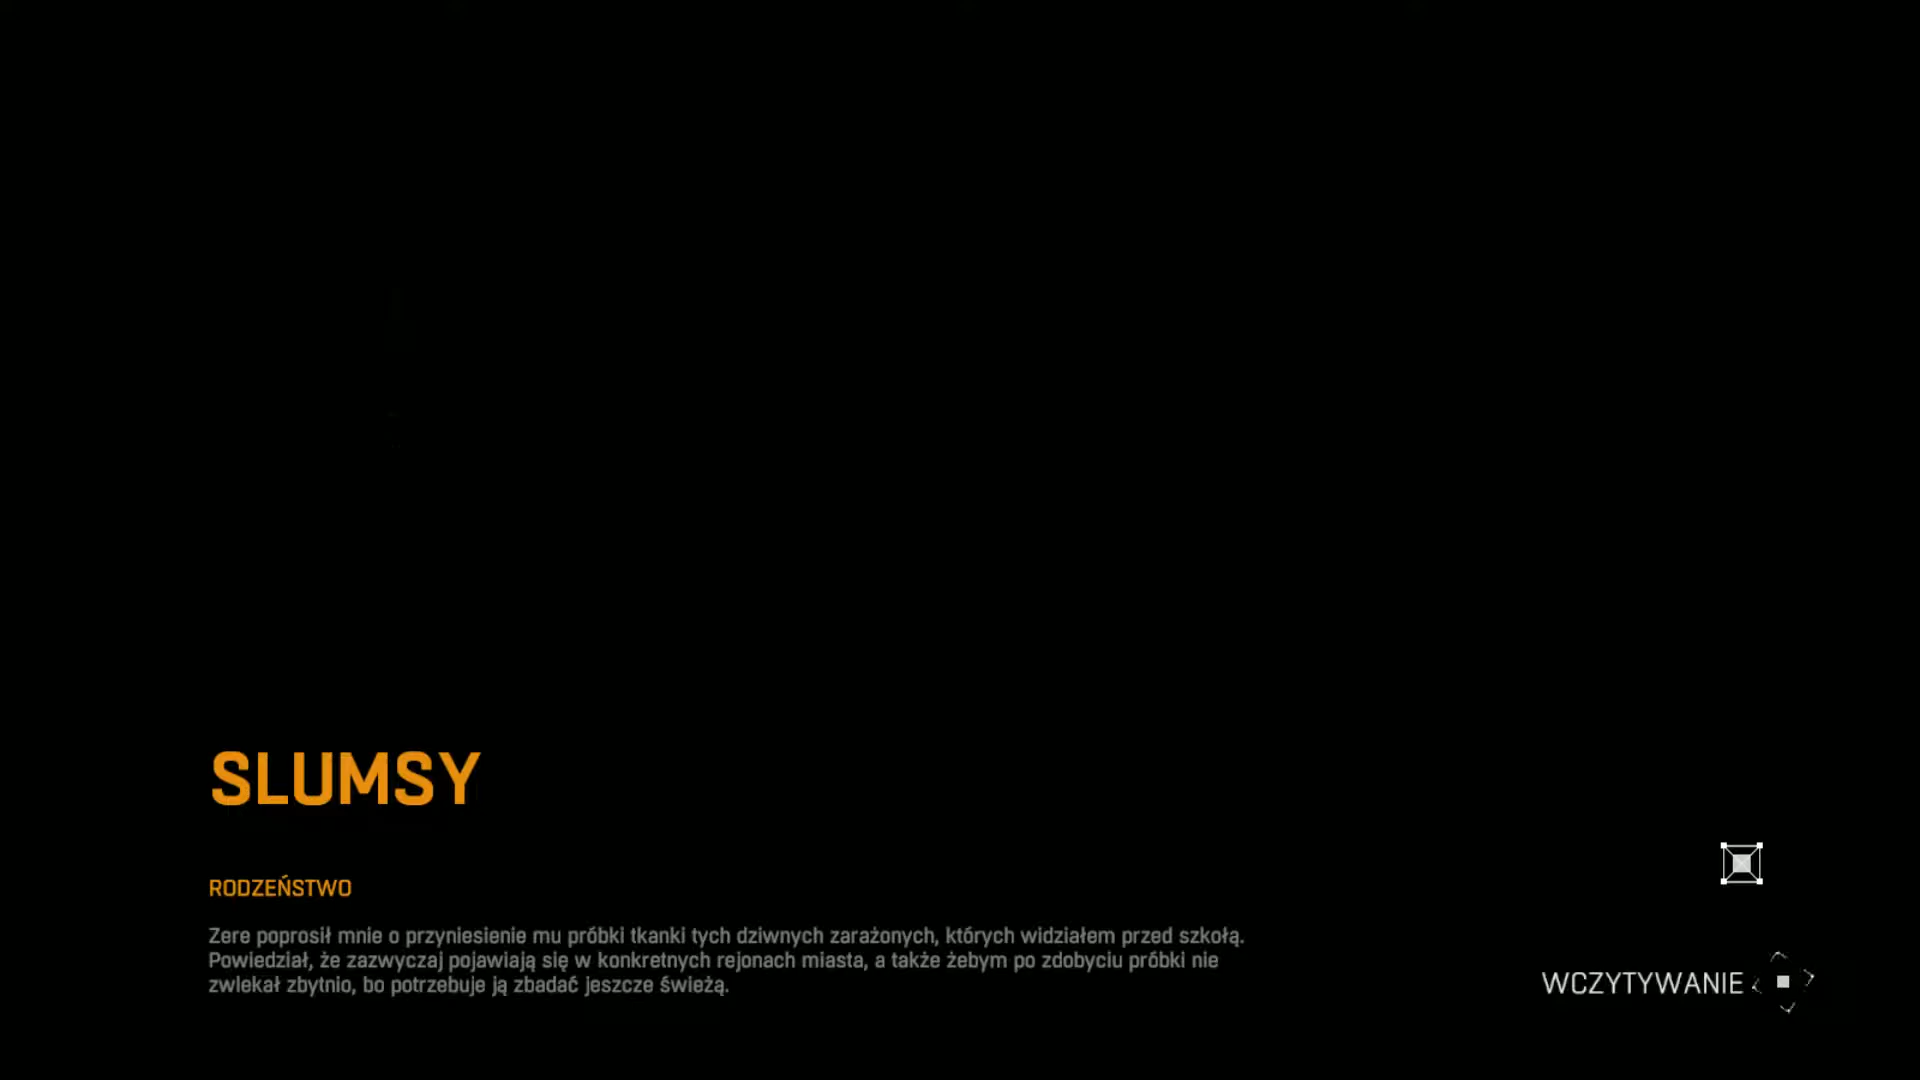 SLUMSY
RODZEŃSTWO
Zere poprosił mnie o przyniesienie mu próbki tkanki tych dziwnych zarażonych, których widziałem przed szkołą.
Powiedział, że zazwyczaj pojawiają się w konkretnych rejonach miasta, a także żebym po zdobyciu próbki nie
zwlekał zbytnio, bo potrzebuje ją zbadać jeszcze świeżą.
WCZYTYWANIE